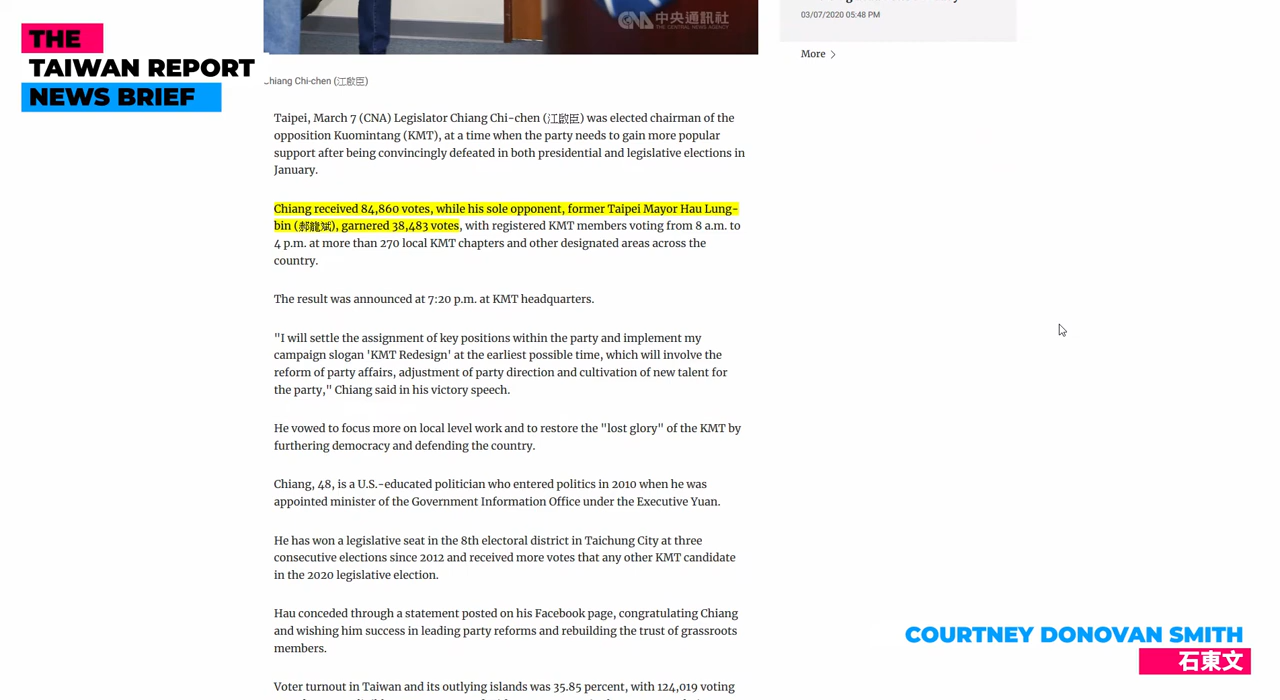 03/07/2020 05:48 PM
More
THE
TAIWAN REPORT
NEWS BRIEF
中央通訊社
THE CENTRAL NEWS AGENCY
Chiang Chi-chen (江啟臣)
Taipei, March 7 (CNA) Legislator Chiang Chi-chen (江啟臣) was elected chairman of the
opposition Kuomintang (KMT), at a time when the party needs to gain more popular
support after being convincingly defeated in both presidential and legislative elections in
January.
Chiang received 84,860 votes, while his sole opponent, former Taipei Mayor Hau Lung-
bin (郝龍斌), garnered 38,483 votes, with registered KMT members voting from 8 a.m. to
4 p.m. at more than 270 local KMT chapters and other designated areas across the
country.
The result was announced at 7:20 p.m. at KMT headquarters.
"I will settle the assignment of key positions within the party and implement my
campaign slogan 'KMT Redesign' at the earliest possible time, which will involve the
reform of party affairs, adjustment of party direction and cultivation of new talent for
the party," Chiang said in his victory speech.
He vowed to focus more on local level work and to restore the "lost glory" of the KMT by
furthering democracy and defending the country.
Chiang, 48, is a U.S.-educated politician who entered politics in 2010 when he was
appointed minister of the Government Information Office under the Executive Yuan.
He has won a legislative seat in the 8th electoral district in Taichung City at three
consecutive elections since 2012 and received more votes that any other KMT candidate
in the 2020 legislative election.
Hau conceded through a statement posted on his Facebook page, congratulating Chiang
and wishing him success in leading party reforms and rebuilding the trust of grassroots
members.
Voter turnout in Taiwan and its outlying islands was 35.85 percent, with 124,019 voting
COURTNEY DONOVAN SMITH
石東文